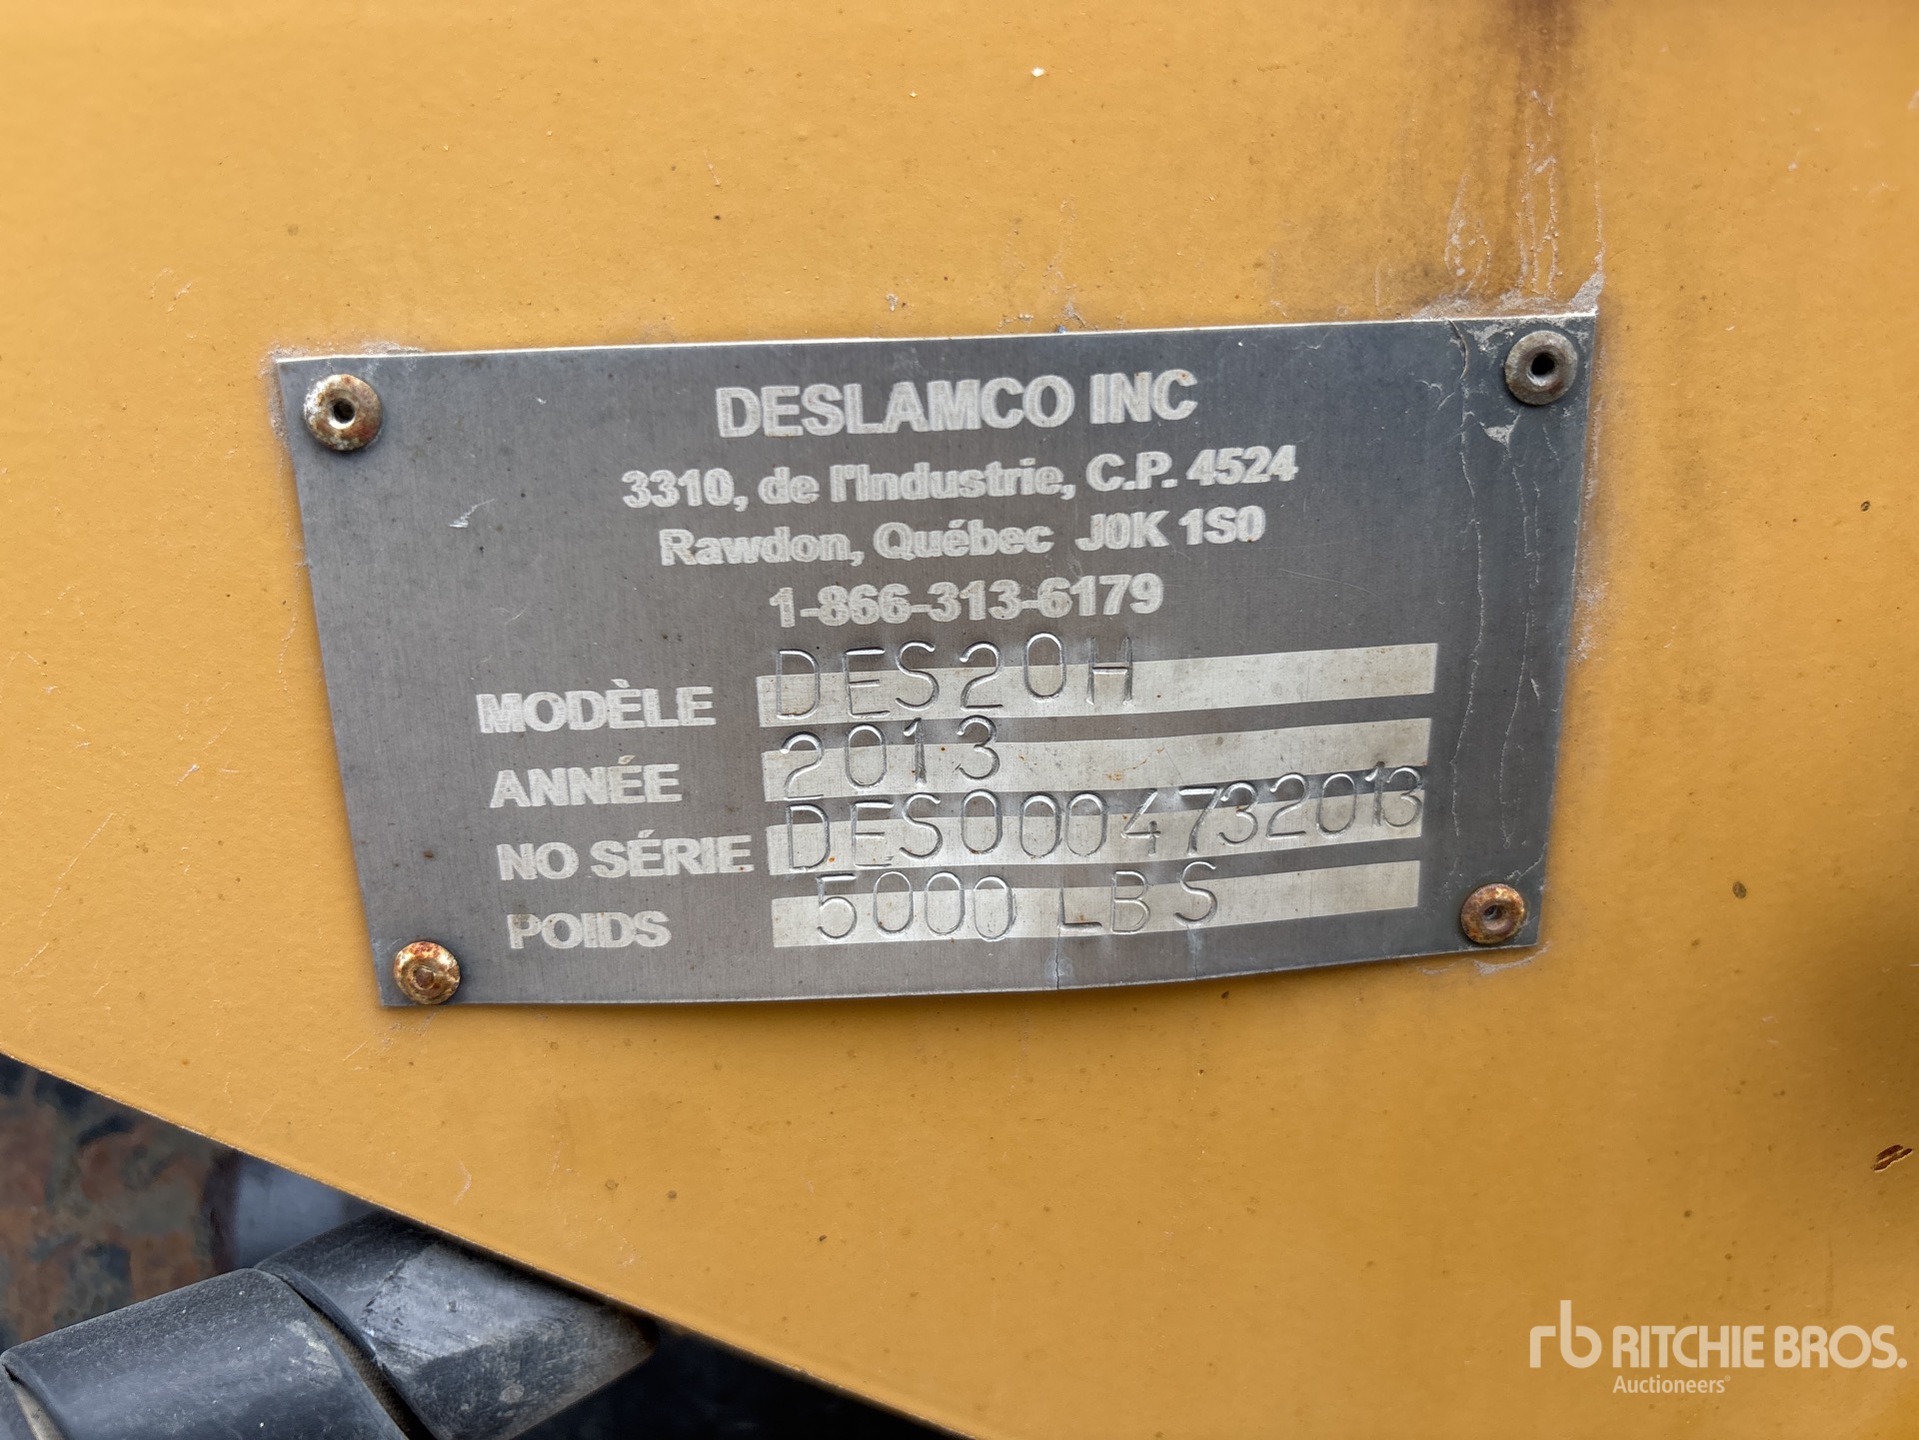 DESLAMCO INC
3310, de l'Industrie, C.P. 4524
Rawdon, Québec J0K 1S0
1-866-313-6179
MODÈLE DES20H
ANNÉE 2013
NO SÉRIE DES0004732013
POIDS 5000 LBS
rb RITCHIE BROS.
Auctioneers